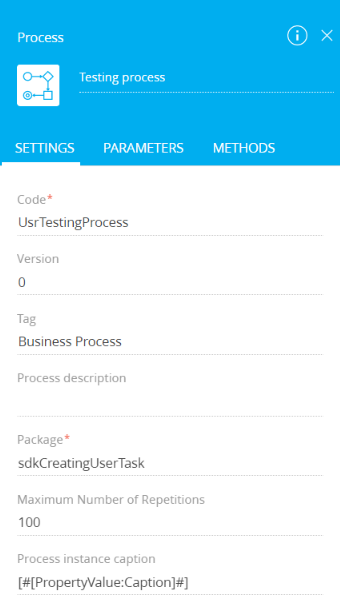 Process
Testing process
SETTINGS PARAMETERS METHODS
Code*
UsrTestingProcess
Version
0
Tag
Business Process
Process description
Package*
sdkCreatingUserTask
Maximum Number of Repetitions
100
Process instance caption
[#[PropertyValue:Caption]#]